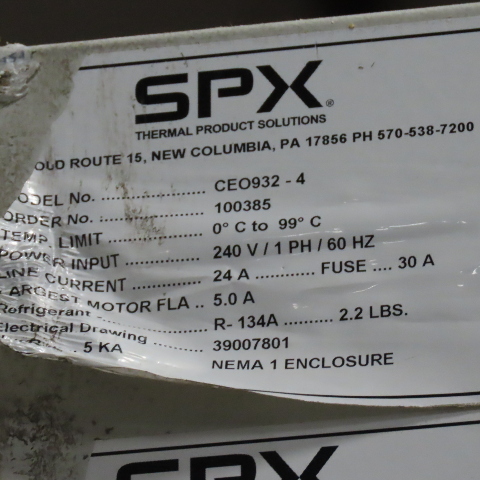 SPX®
THERMAL PRODUCT SOLUTIONS
OLD ROUTE 15, NEW COLUMBIA, PA 17856 PH 570-538-7200
MODEL No. .................. CEO932 - 4
ORDER No. : .................. 100385
TEMP. LIMIT .................. 0° C to 99° C
POWER INPUT .................. 240 V / 1 PH / 60 HZ
LINE CURRENT .................. 24 A ............ FUSE .... 30 A
LARGEST MOTOR FLA .. 5.0 A
Refrigerant .................. R- 134A .......... 2.2 LBS.
Electrical Drawing .......... 39007801
. 5 KA NEMA 1 ENCLOSURE
SPX